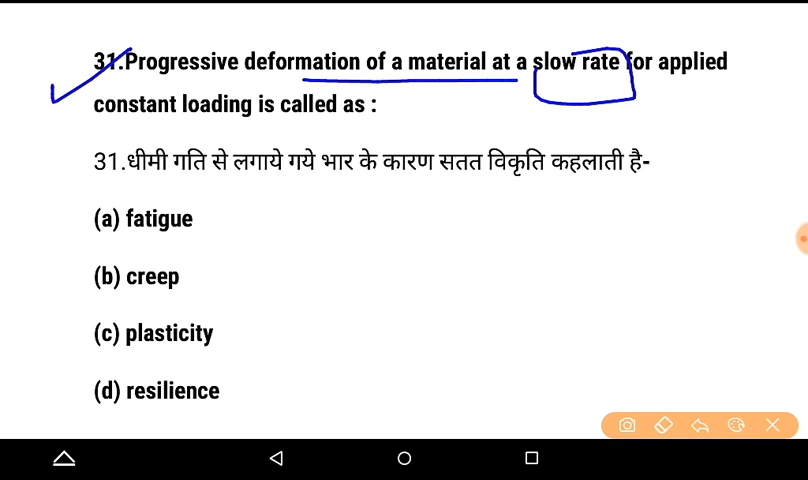 31.Progressive deformation of a material at a slow rate for applied
constant loading is called as :
31.धीमी गति से लगाये गये भार के कारण सतत विकृति कहलाती है-
(a) fatigue
(b) creep
(c) plasticity
(d) resilience